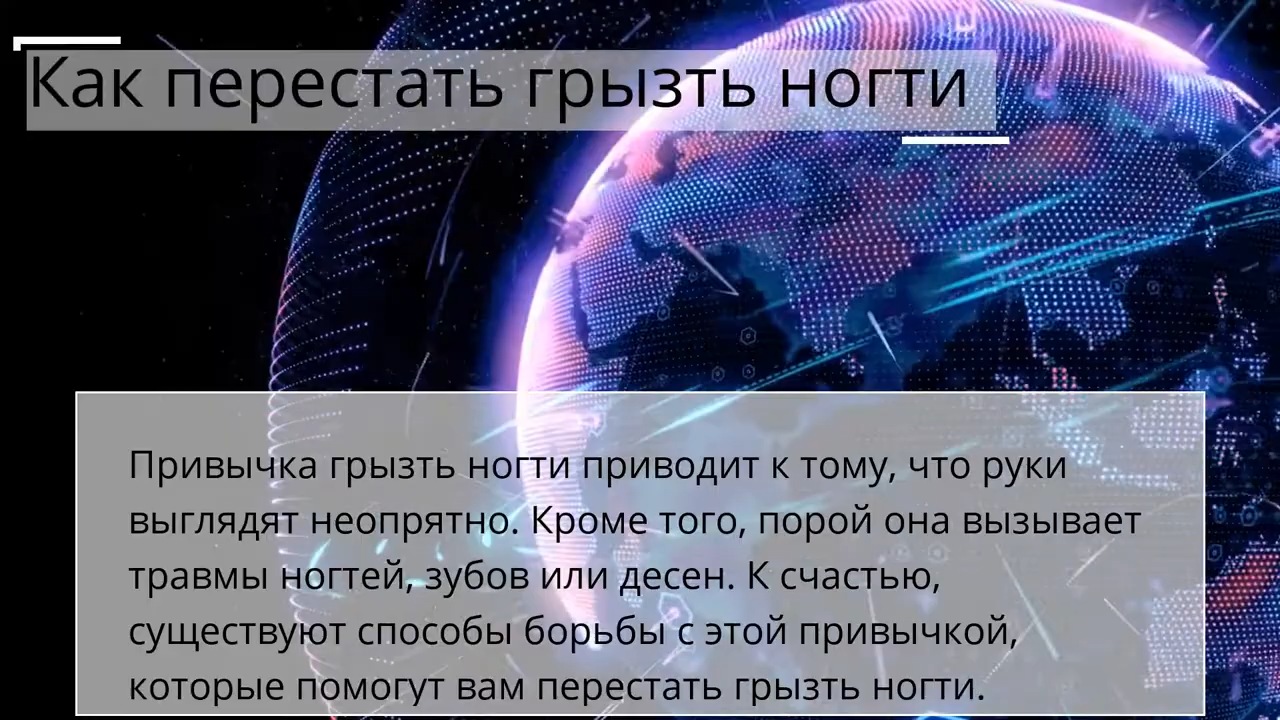 Как перестать грызть ногти
Привычка грызть ногти приводит к тому, что руки
выглядят неопрятно. Кроме того, порой она вызывает
травмы ногтей, зубов или десен. К счастью,
существуют способы борьбы с этой привычкой,
которые помогут вам перестать грызть ногти.